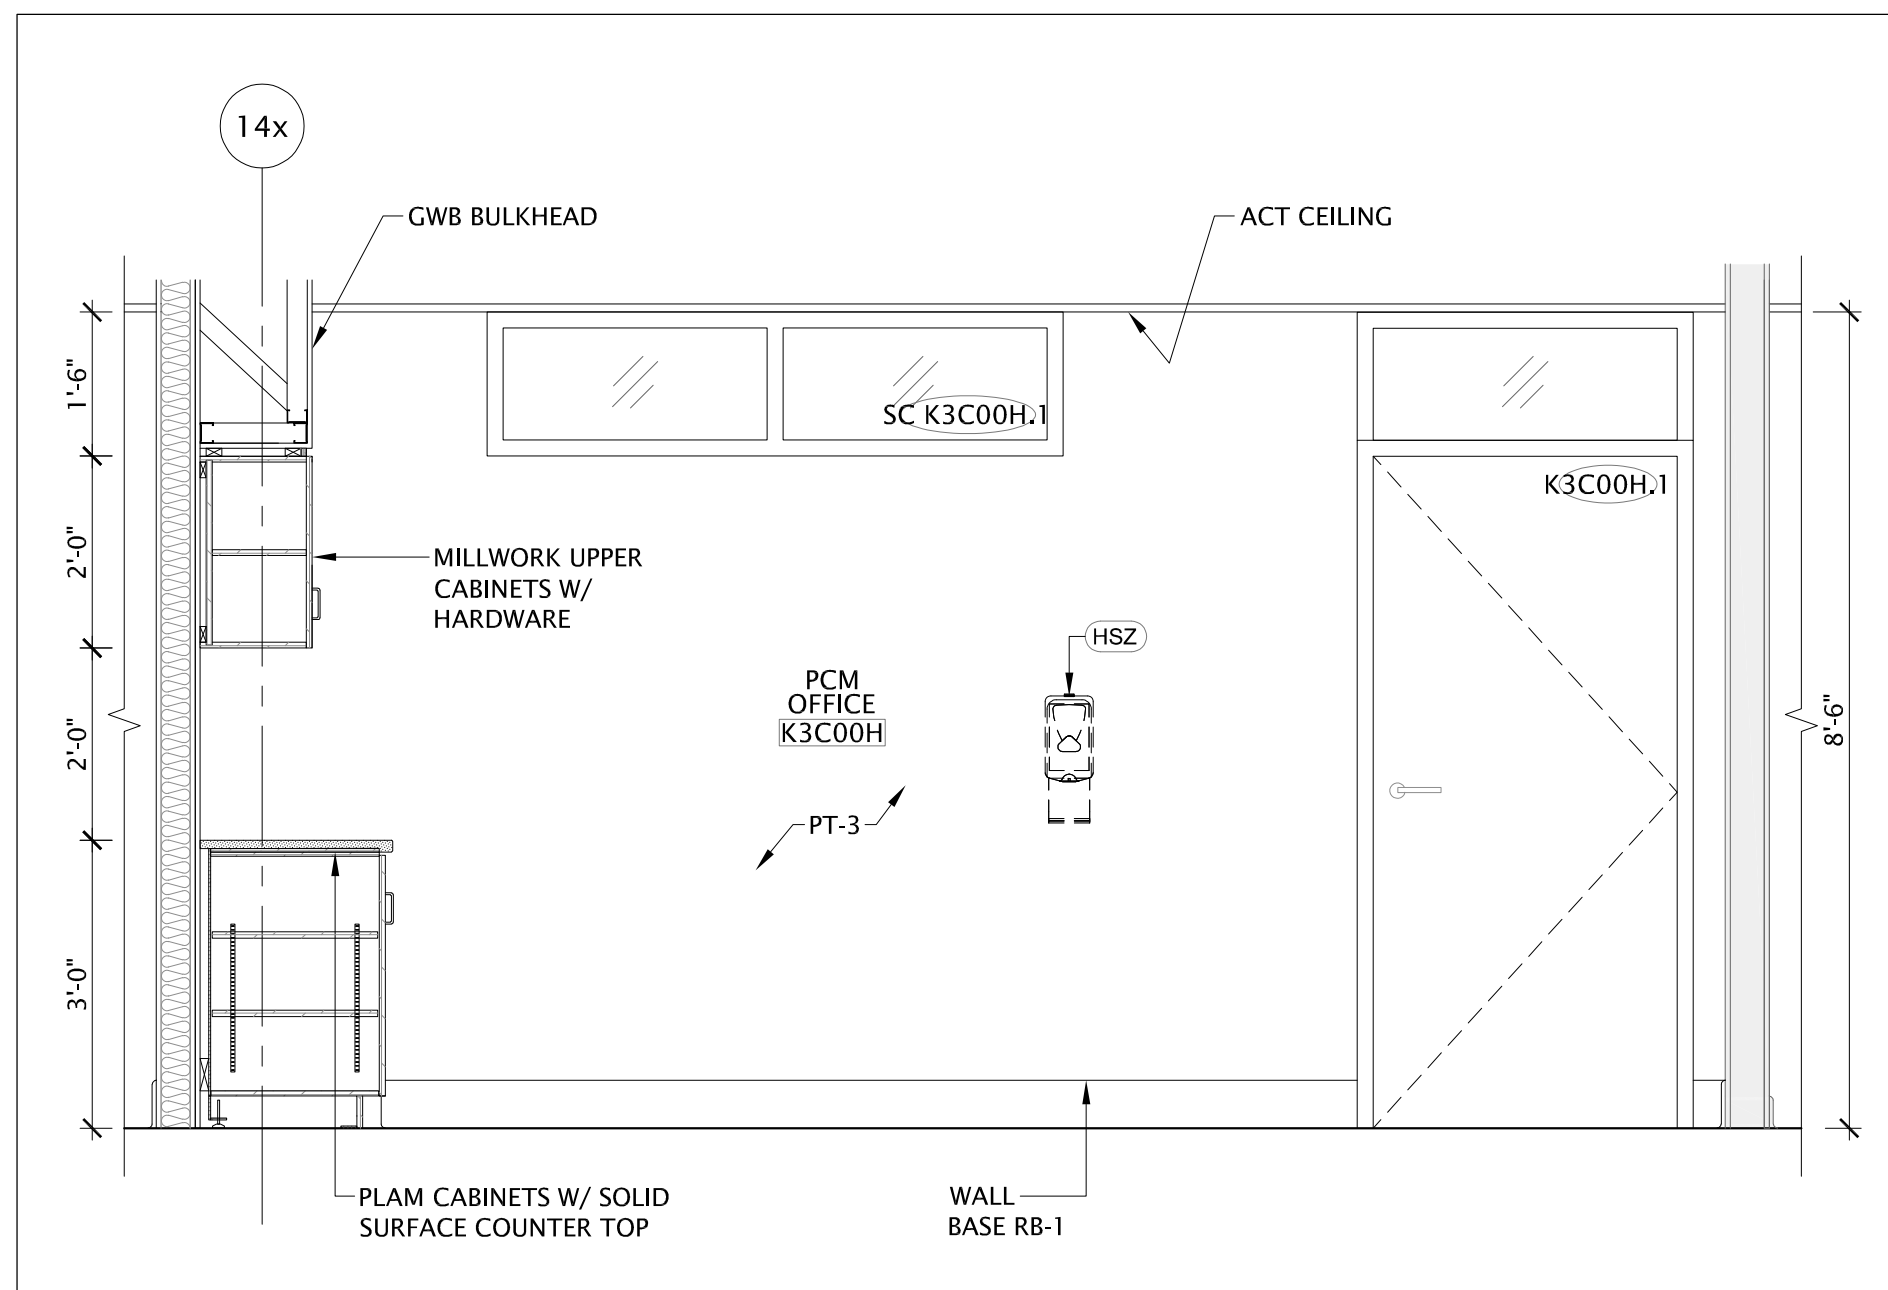 14x
GWB BULKHEAD
ACT CEILING
1'-6"
SC K3C00H.1
K3C00H.1
2'-0"
MILLWORK UPPER
CABINETS W/
HARDWARE
HSZ
PCM
OFFICE
K3C00H
2'-0"
8'-6"
PT-3
3'-0"
PLAM CABINETS W/ SOLID
SURFACE COUNTER TOP
WALL
BASE RB-1